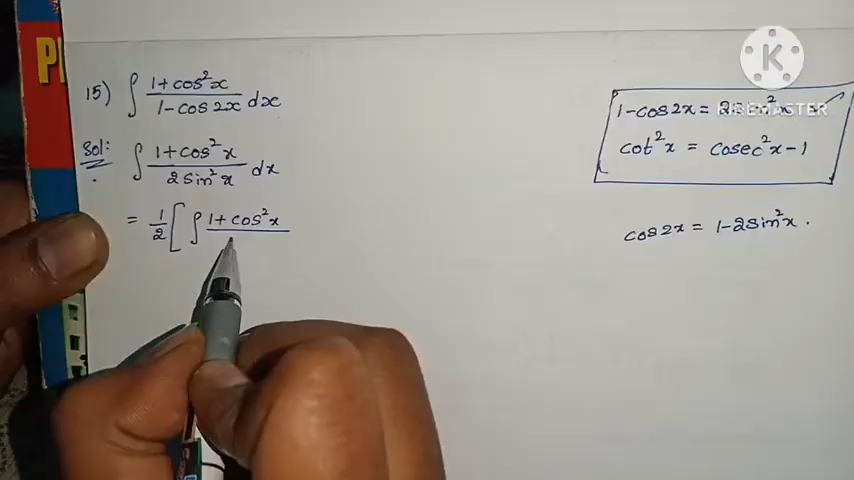 15) ∫ 1+cos²x / 1-cos2x dx
Sol: ∫ 1+cos²x / 2sin²x dx
= 1/2 [ ∫ 1+cos²x
1-cos2x = 2sin²x
cot²x = cosec²x-1
cos2x = 1-2sin²x.
K